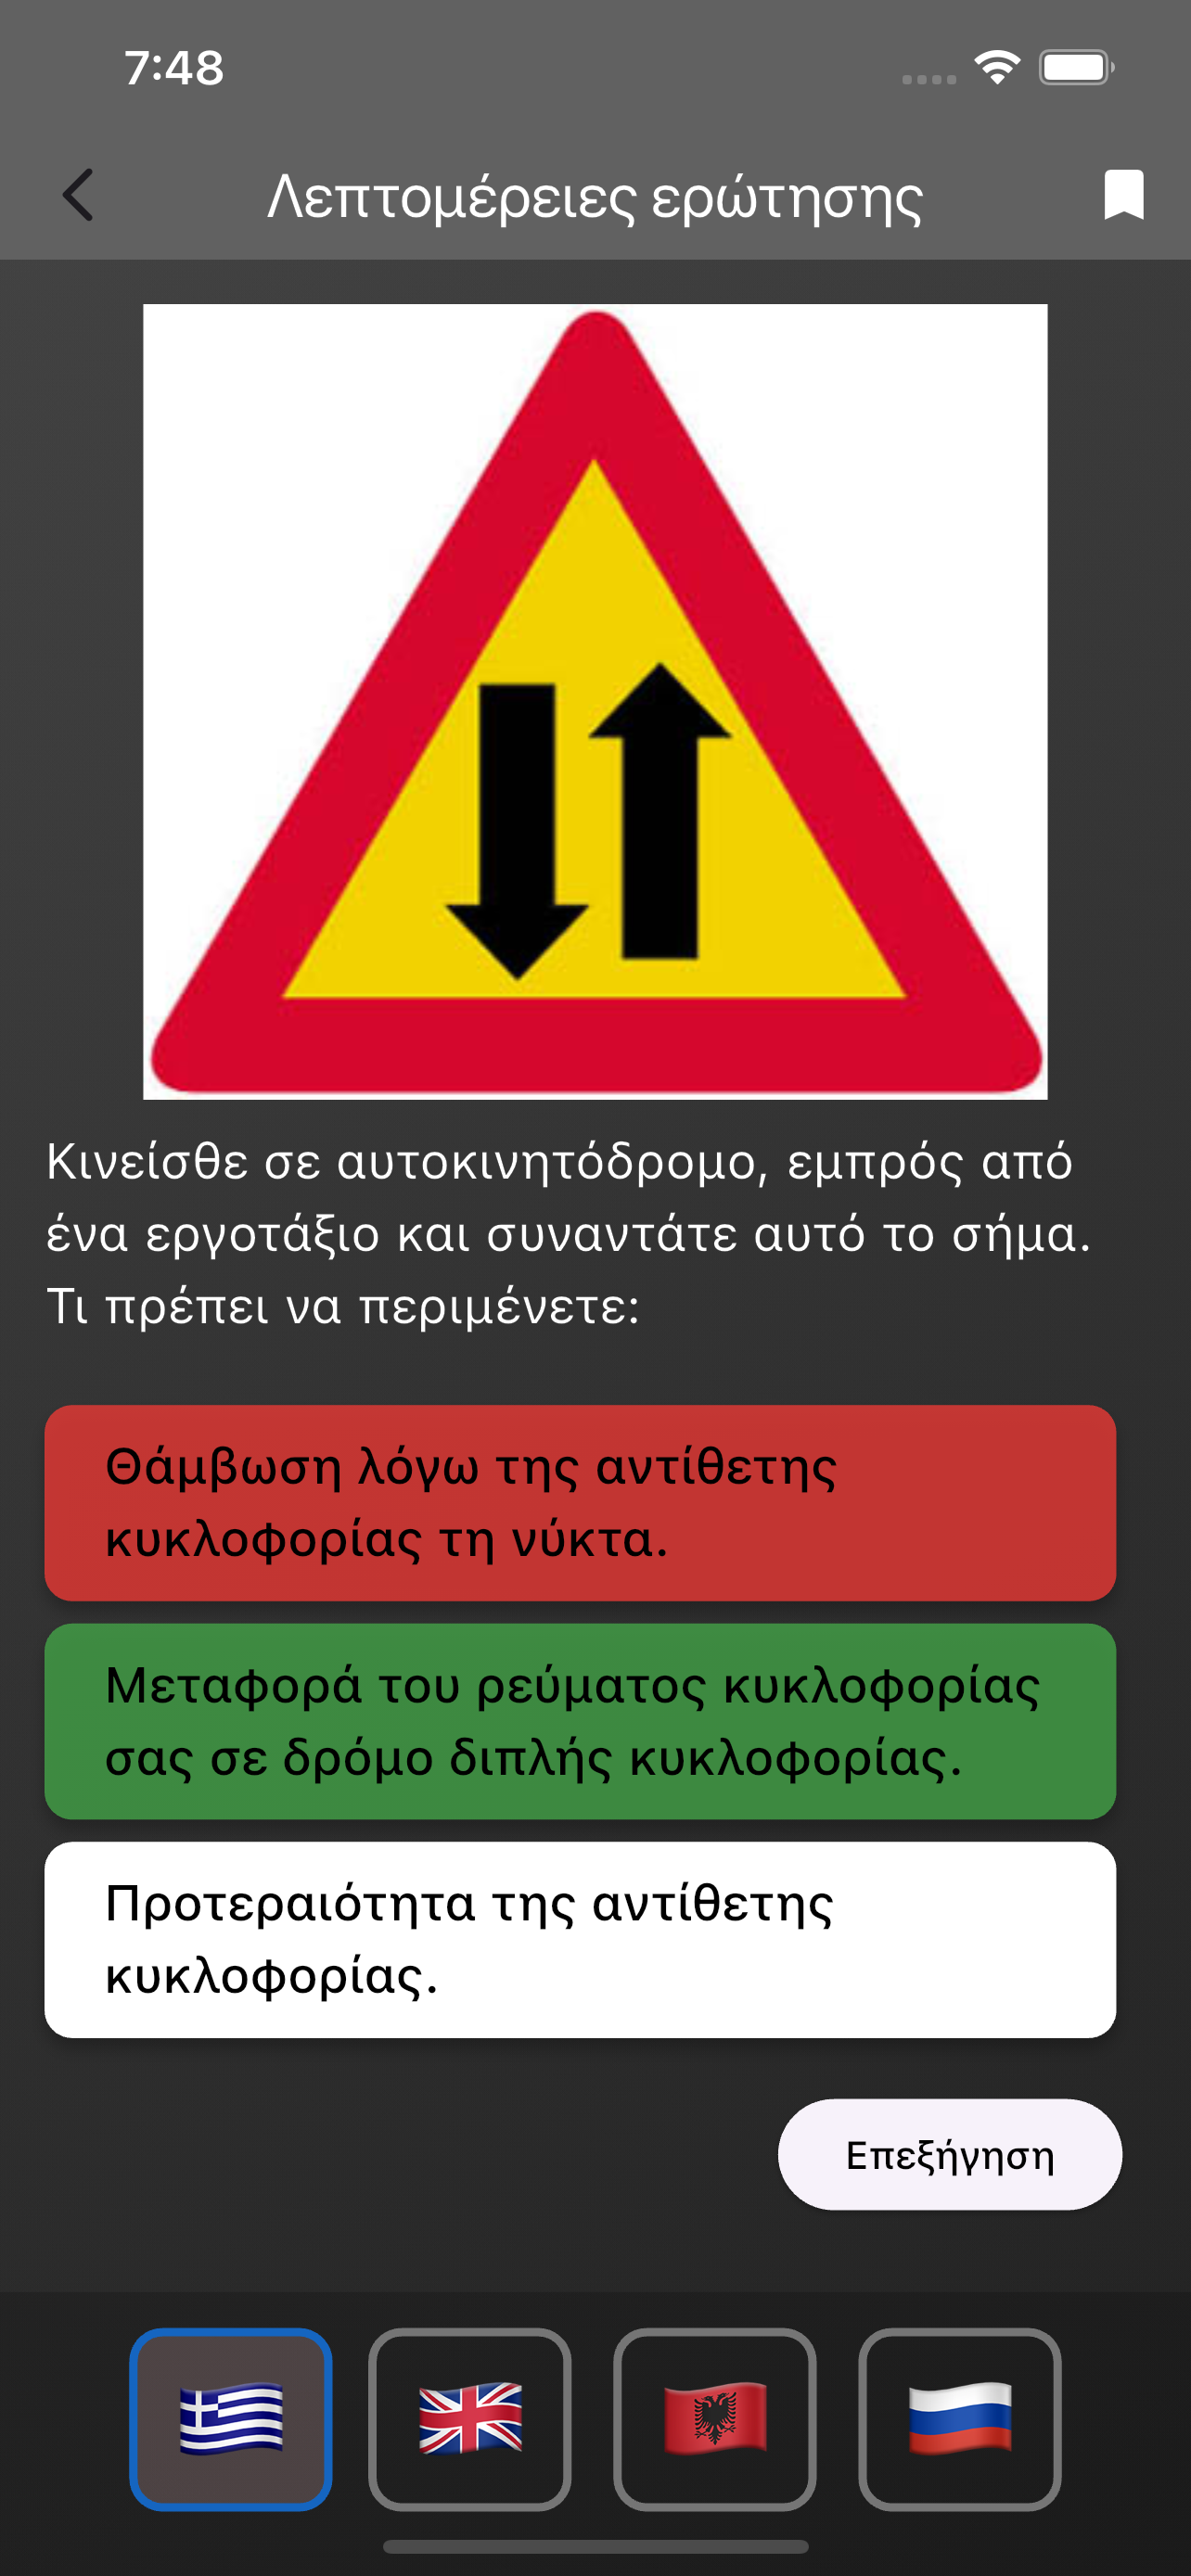 7:48
Λεπτομέρειες ερώτησης
Κινείσθε σε αυτοκινητόδρομο, εμπρός από
ένα εργοτάξιο και συναντάτε αυτό το σήμα.
Τι πρέπει να περιμένετε:
Θάμβωση λόγω της αντίθετης
κυκλοφορίας τη νύκτα.
Μεταφορά του ρεύματος κυκλοφορίας
σας σε δρόμο διπλής κυκλοφορίας.
Προτεραιότητα της αντίθετης
κυκλοφορίας.
Επεξήγηση